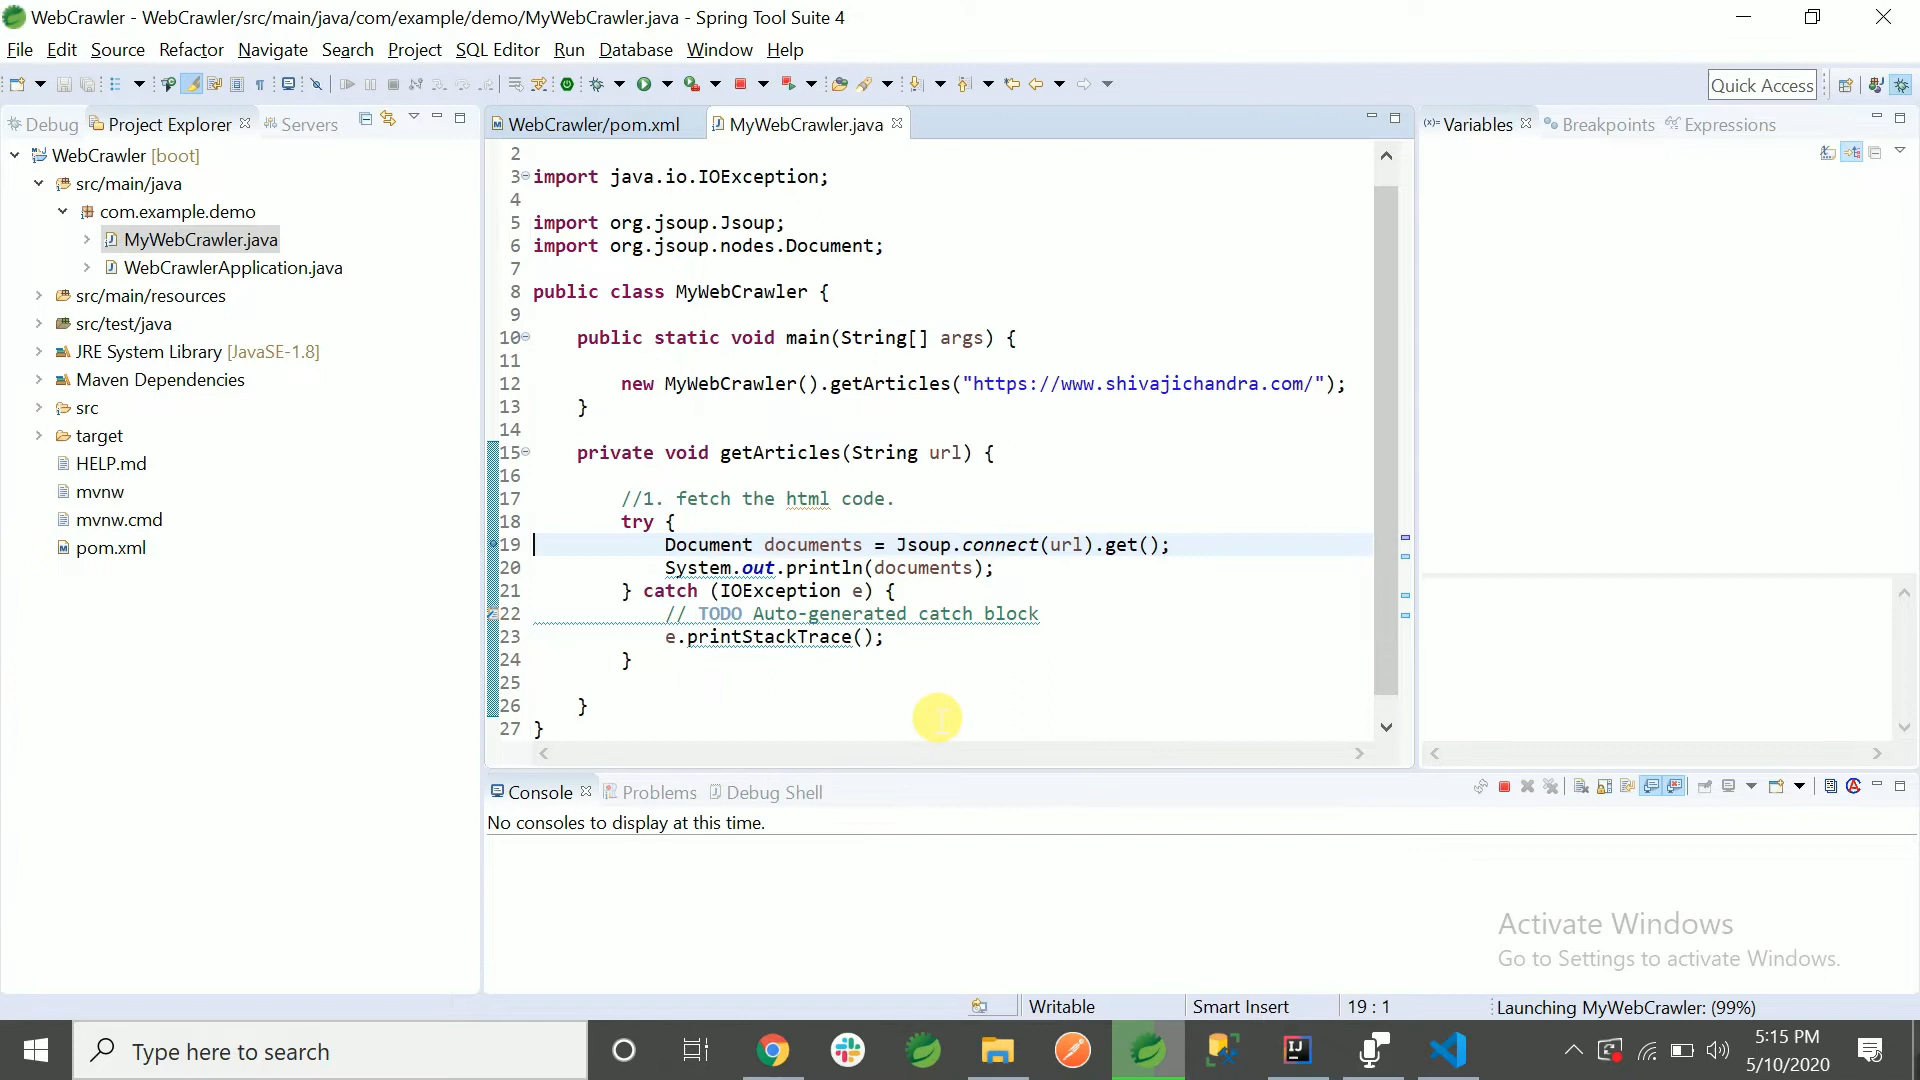 WebCrawler - WebCrawler/src/main/java/com/example/demo/MyWebCrawler.java - Spring Tool Suite 4
File Edit Source Refactor Navigate Search Project SQL Editor Run Database Window Help
Quick Access
Debug Project Explorer Servers
WebCrawler [boot]
src/main/java
com.example.demo
MyWebCrawler.java
WebCrawlerApplication.java
src/main/resources
src/test/java
JRE System Library [JavaSE-1.8]
Maven Dependencies
src
target
HELP.md
mvnw
mvnw.cmd
pom.xml
WebCrawler/pom.xml MyWebCrawler.java
2
3 import java.io.IOException;
4
5 import org.jsoup.Jsoup;
6 import org.jsoup.nodes.Document;
7
8 public class MyWebCrawler {
9
10 public static void main(String[] args) {
11
12 new MyWebCrawler().getArticles("https://www.shivajichandra.com/");
13 }
14
15 private void getArticles(String url) {
16
17 //1. fetch the html code.
18 try {
19 Document documents = Jsoup.connect(url).get();
20 System.out.println(documents);
21 } catch (IOException e) {
22 // TODO Auto-generated catch block
23 e.printStackTrace();
24 }
25
26 }
27 }
(x)= Variables Breakpoints Expressions
Console Problems Debug Shell
No consoles to display at this time.
Activate Windows
Go to Settings to activate Windows.
Writable Smart Insert 19 : 1 Launching MyWebCrawler: (99%)
Type here to search
5:15 PM
5/10/2020